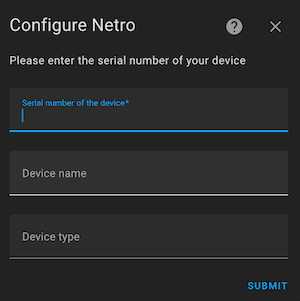 Configure Netro
Please enter the serial number of your device
Serial number of the device*
Device name
Device type
SUBMIT